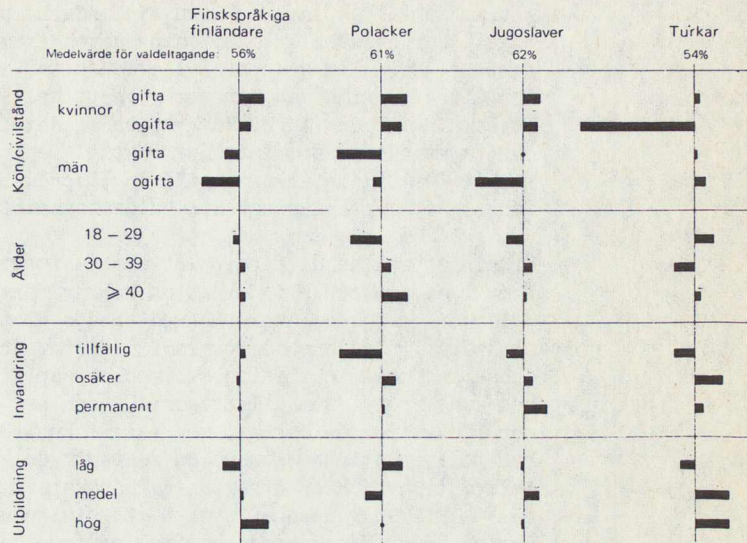 Finskspråkiga
finländare Polacker Jugoslaver Turkar
Medelvärde för valdeltagande: 56% 61% 62% 54%
Kön/civilstånd
kvinnor gifta
ogifta
män gifta
ogifta
Ålder
18 – 29
30 – 39
⩾ 40
Invandring
tillfällig
osäker
permanent
Utbildning
låg
medel
hög